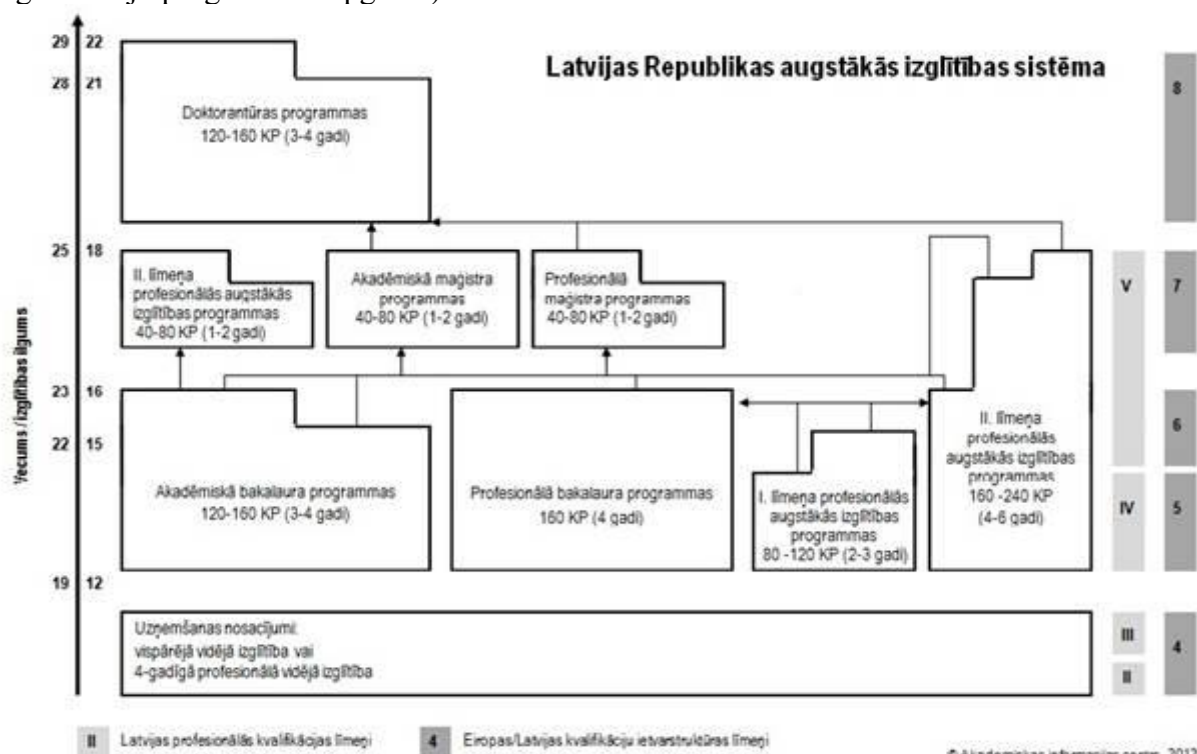 29 22
Latvijas Republikas augstākās izglītības sistēma
28 21
8
Doktorantūras programmas
120-160 KP (3-4 gadi)
25 18
II. līmeņa
profesionālās augstākās
izglītības programmas
40-80 KP (1-2 gadi)
Akadēmiskā maģistra
programmas
40-80 KP (1-2 gadi)
Profesionālā
maģistra programmas
40-80 KP (1-2 gadi)
V
7
Vecums / izglītības ilgums
23 16
22 15
6
Akadēmiskā bakalaura programmas
120-160 KP (3-4 gadi)
Profesionālā bakalaura programmas
160 KP (4 gadi)
I. līmeņa profesionālās
augstākās izglītības
programmas
80 -120 KP (2-3 gadi)
II. līmeņa
profesionālās
augstākās izglītības
programmas
160 -240 KP
(4-6 gadi)
IV
5
19 12
Uzņemšanas nosacījumi:
vispārējā vidējā izglītība vai
4-gadīgā profesionālā vidējā izglītība
III
II
4
II Latvijas profesionālās kvalifikācijas līmeņi
4 Eiropas/Latvijas kvalifikāciju ietvarstruktūras līmeņi